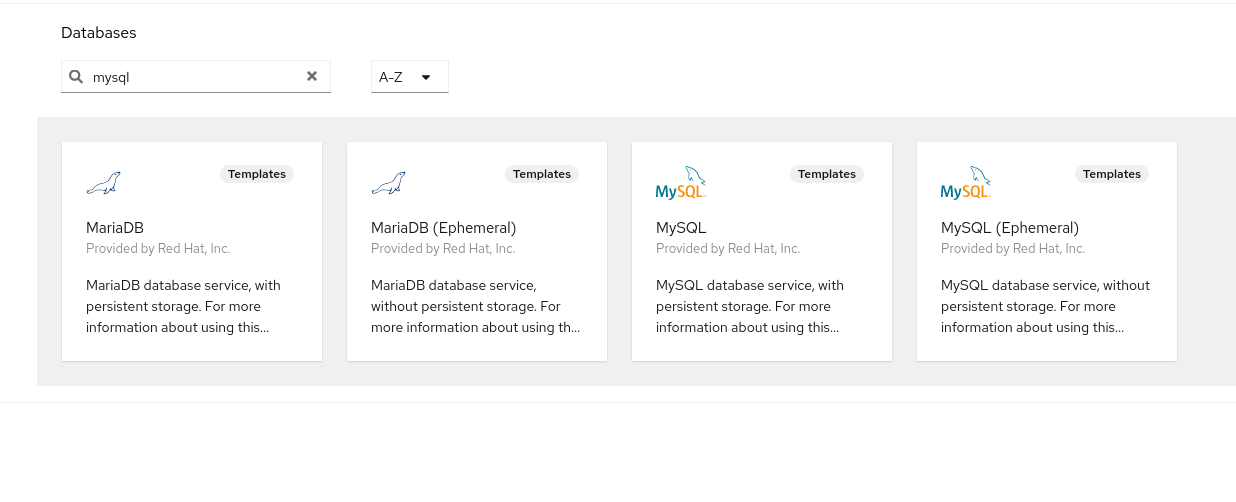 Databases
mysql
A-Z
Templates
MariaDB
Provided by Red Hat, Inc.
MariaDB database service, with
persistent storage. For more
information about using this...
Templates
MariaDB (Ephemeral)
Provided by Red Hat, Inc.
MariaDB database service,
without persistent storage. For
more information about using th...
MySQL
Templates
MySQL
Provided by Red Hat, Inc.
MySQL database service, with
persistent storage. For more
information about using this...
MySQL
Templates
MySQL (Ephemeral)
Provided by Red Hat, Inc.
MySQL database service, without
persistent storage. For more
information about using this...